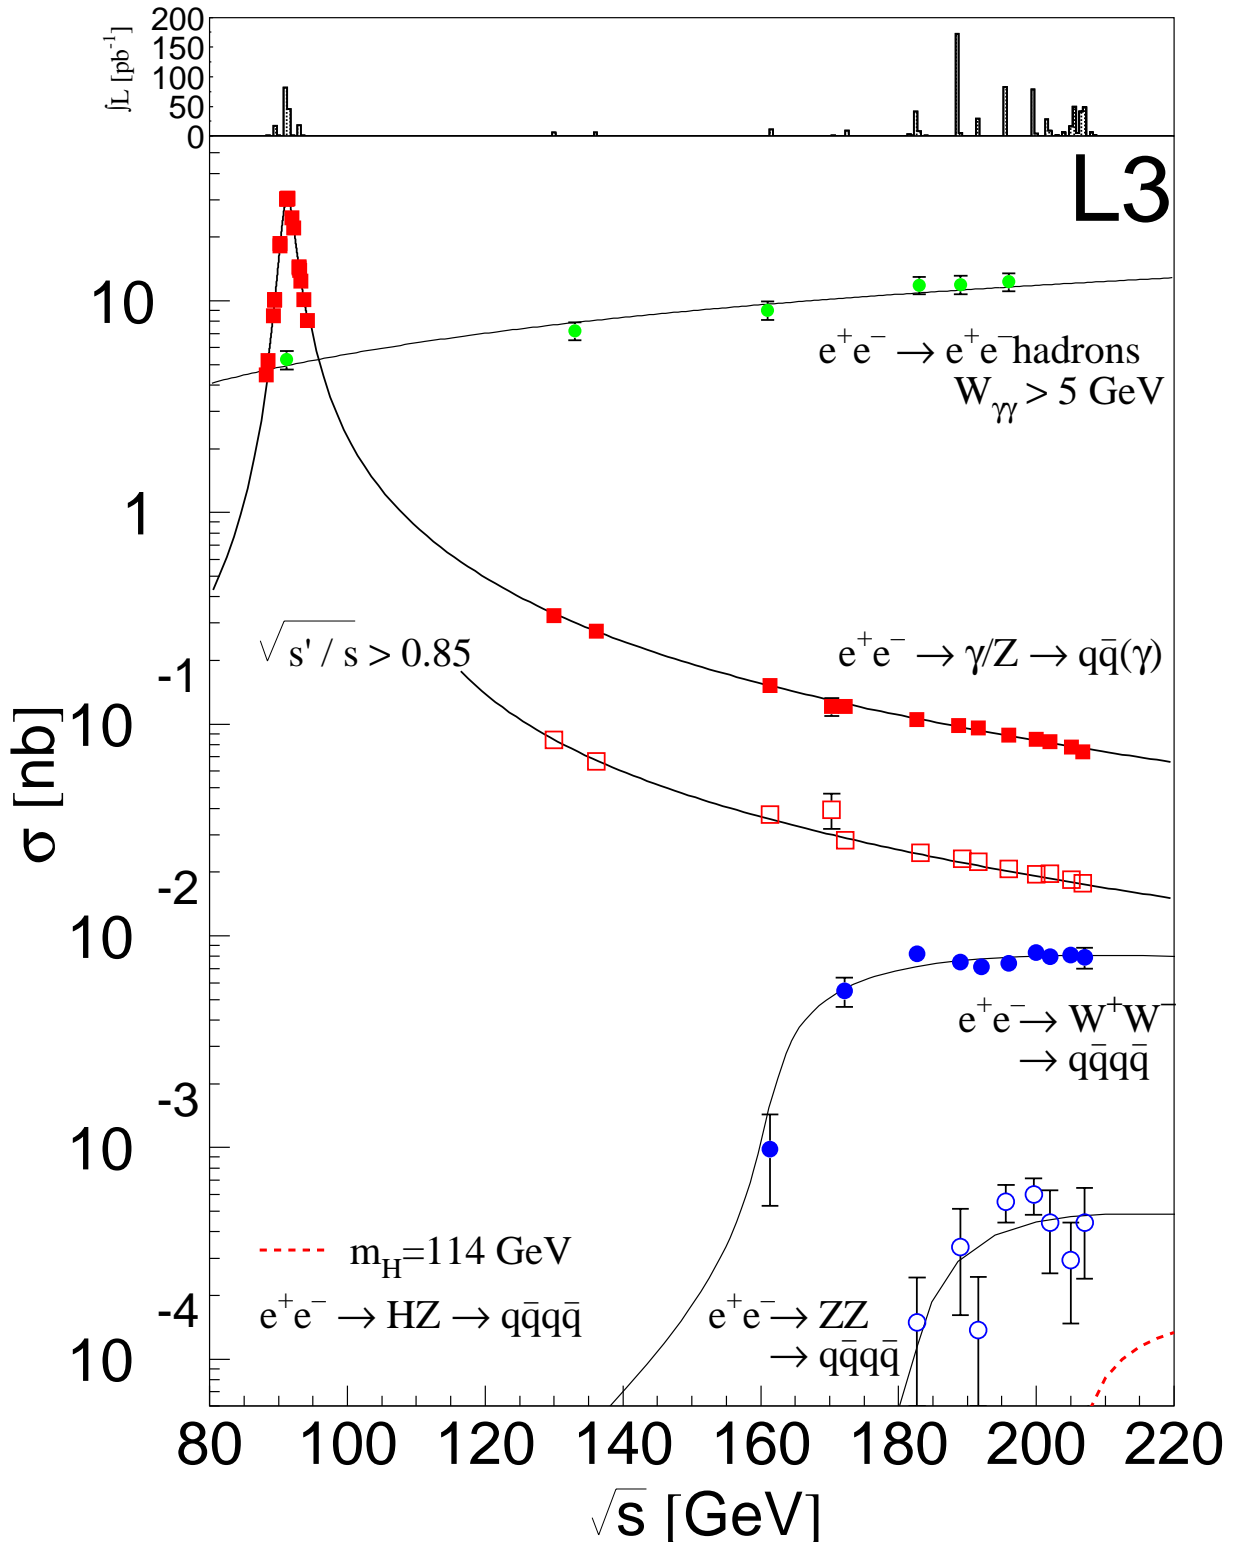 200
150
100
50
0
∫L [pb⁻¹]
L3
10
e⁺e⁻ → e⁺e⁻hadrons
W_γγ > 5 GeV
1
√s' / s > 0.85
e⁺e⁻ → γ/Z → qq̄(γ)
10⁻¹
σ [nb]
10⁻²
e⁺e⁻ → W⁺W⁻
→ qq̄qq̄
10⁻³
m_H=114 GeV
e⁺e⁻ → HZ → qq̄qq̄
e⁺e⁻ → ZZ
→ qq̄qq̄
10⁻⁴
80 100 120 140 160 180 200 220
√s [GeV]